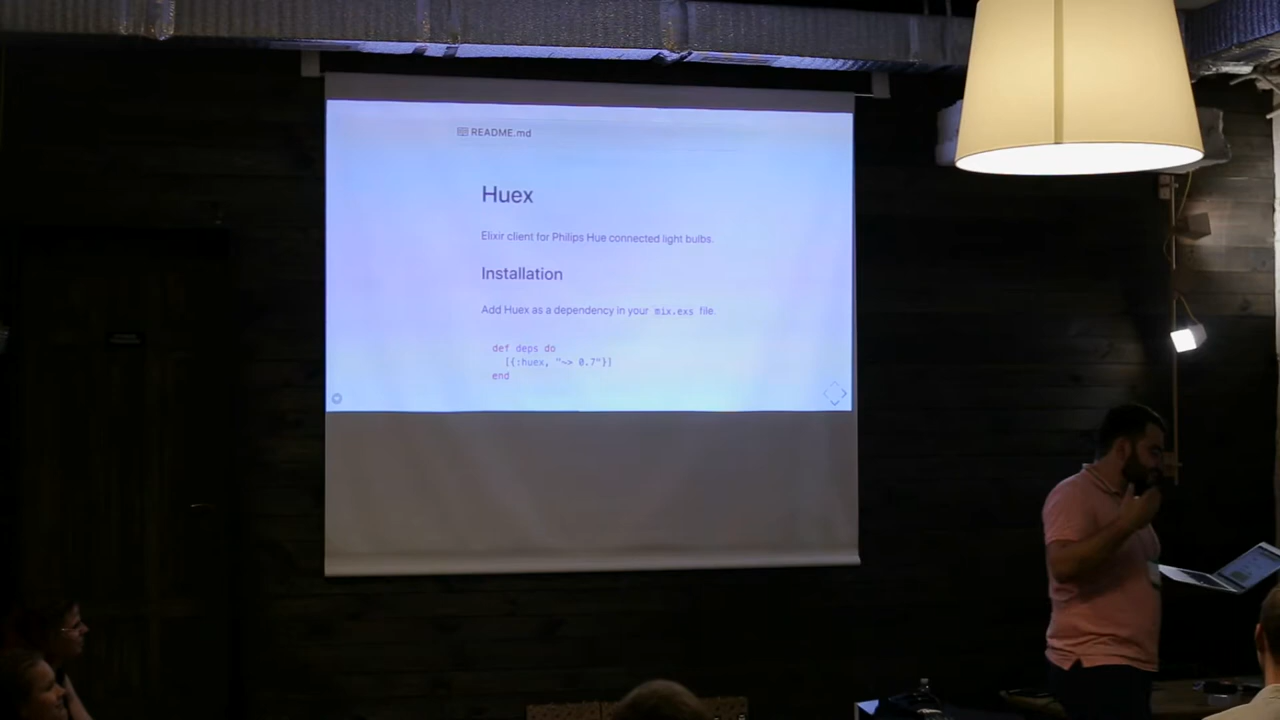 README.md
Huex
Elixir client for Philips Hue connected light bulbs.
Installation
Add Huex as a dependency in your mix.exs file.
def deps do
[{:huex, "~> 0.7"}]
end